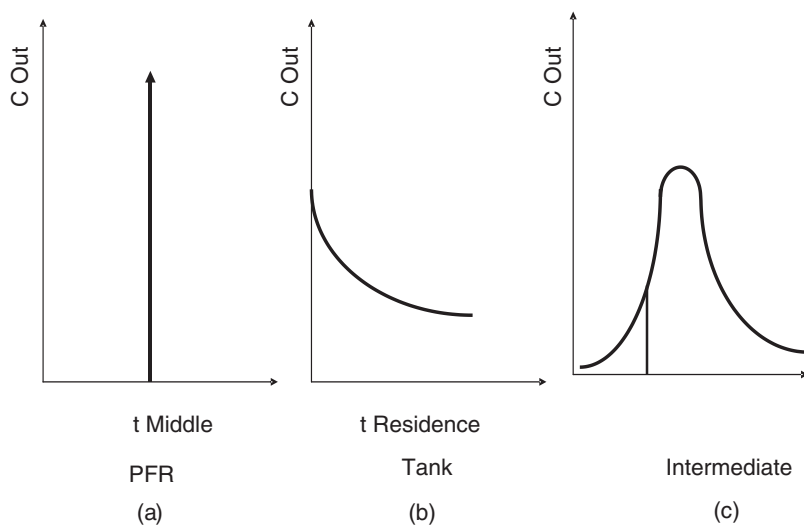 C Out
C Out
C Out
t Middle
t Residence
PFR
Tank
Intermediate
(a)
(b)
(c)